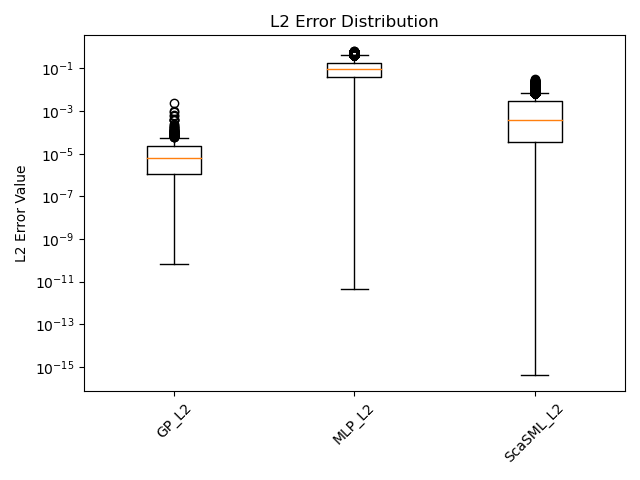 L2 Error Distribution
L2 Error Value
10⁻¹
10⁻³
10⁻⁵
10⁻⁷
10⁻⁹
10⁻¹¹
10⁻¹³
10⁻¹⁵
GP_L2
MLP_L2
ScaSML_L2